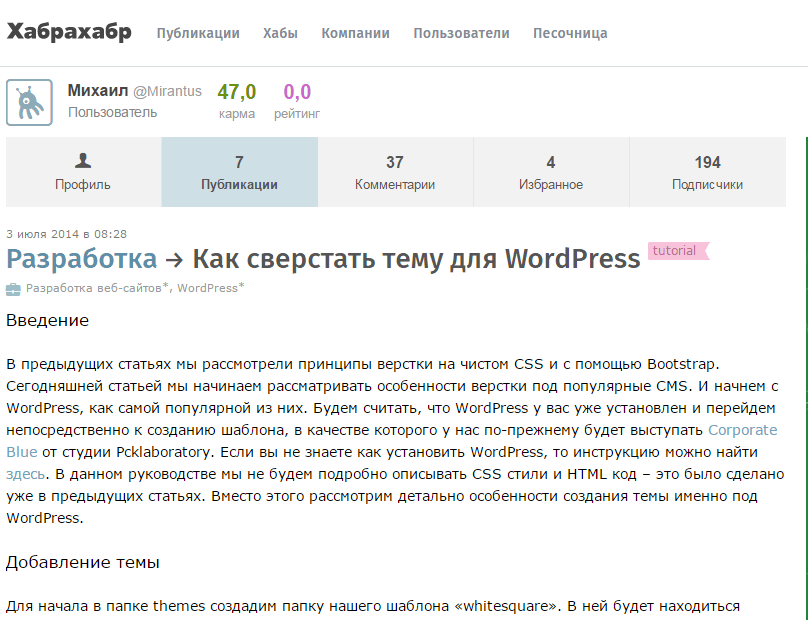 Хабрахабр Публикации Хабы Компании Пользователи Песочница
Михаил @Mirantus 47,0 0,0
Пользователь карма рейтинг
7 37 4 194
Профиль Публикации Комментарии Избранное Подписчики
3 июля 2014 в 08:28
Разработка → Как сверстать тему для WordPress tutorial
Разработка веб-сайтов*, WordPress*
Введение
В предыдущих статьях мы рассмотрели принципы верстки на чистом CSS и с помощью Bootstrap.
Сегодняшней статьей мы начинаем рассматривать особенности верстки под популярные CMS. И начнем с
WordPress, как самой популярной из них. Будем считать, что WordPress у вас уже установлен и перейдем
непосредственно к созданию шаблона, в качестве которого у нас по-прежнему будет выступать Corporate
Blue от студии Pcklaboratory. Если вы не знаете как установить WordPress, то инструкцию можно найти
здесь. В данном руководстве мы не будем подробно описывать CSS стили и HTML код – это было сделано
уже в предыдущих статьях. Вместо этого рассмотрим детально особенности создания темы именно под
WordPress.
Добавление темы
Для начала в папке themes создадим папку нашего шаблона «whitesquare». В ней будет находиться